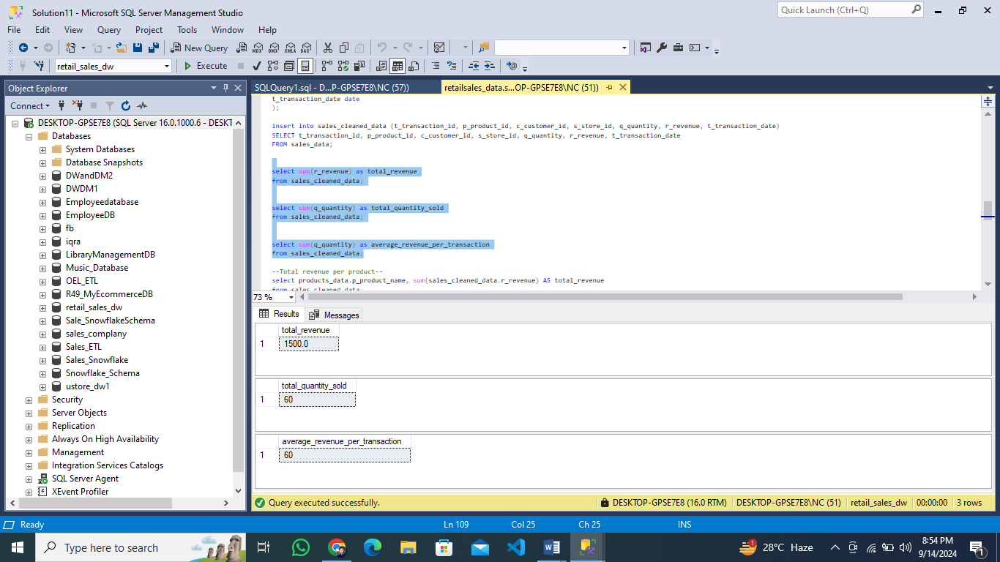 Solution11 - Microsoft SQL Server Management Studio
Quick Launch (Ctrl+Q)
File Edit View Query Project Tools Window Help
New Query
MDX DMX XMLA DAX
retail_sales_dw
Execute
Object Explorer
Connect
DESKTOP-GPSE7E8 (SQL Server 16.0.1000.6 - DESKT
Databases
System Databases
Database Snapshots
DWandDM2
DWDM1
Employeedatabase
EmployeeDB
fb
iqra
LibraryManagementDB
Music_Database
OEL_ETL
R49_MyEcommerceDB
retail_sales_dw
Sale_SnowflakeSchema
sales_complany
Sales_ETL
Sales_Snowflake
Snowflake_Schema
ustore_dw1
Security
Server Objects
Replication
Always On High Availability
Management
Integration Services Catalogs
SQL Server Agent
XEvent Profiler
SQLQuery1.sql - D...P-GPSE7E8\NC (57))
retailsales_data.s...OP-GPSE7E8\NC (51))
t_transaction_date date
);
insert into sales_cleaned_data (t_transaction_id, p_product_id, c_customer_id, s_store_id, q_quantity, r_revenue, t_transaction_date)
SELECT t_transaction_id, p_product_id, c_customer_id, s_store_id, q_quantity, r_revenue, t_transaction_date
FROM sales_data;
select sum(r_revenue) as total_revenue
from sales_cleaned_data;
select sum(q_quantity) as total_quantity_sold
from sales_cleaned_data;
select sum(q_quantity) as average_revenue_per_transaction
from sales_cleaned_data;
--Total revenue per product--
select products_data.p_product_name, sum(sales_cleaned_data.r_revenue) AS total_revenue
from sales_cleaned_data
73 %
Results Messages
total_revenue
1 1500.0
total_quantity_sold
1 60
average_revenue_per_transaction
1 60
Query executed successfully.
DESKTOP-GPSE7E8 (16.0 RTM) DESKTOP-GPSE7E8\NC (51) retail_sales_dw 00:00:00 3 rows
Ready Ln 109 Col 25 Ch 25 INS
Type here to search
28°C Haze
8:54 PM
9/14/2024
1